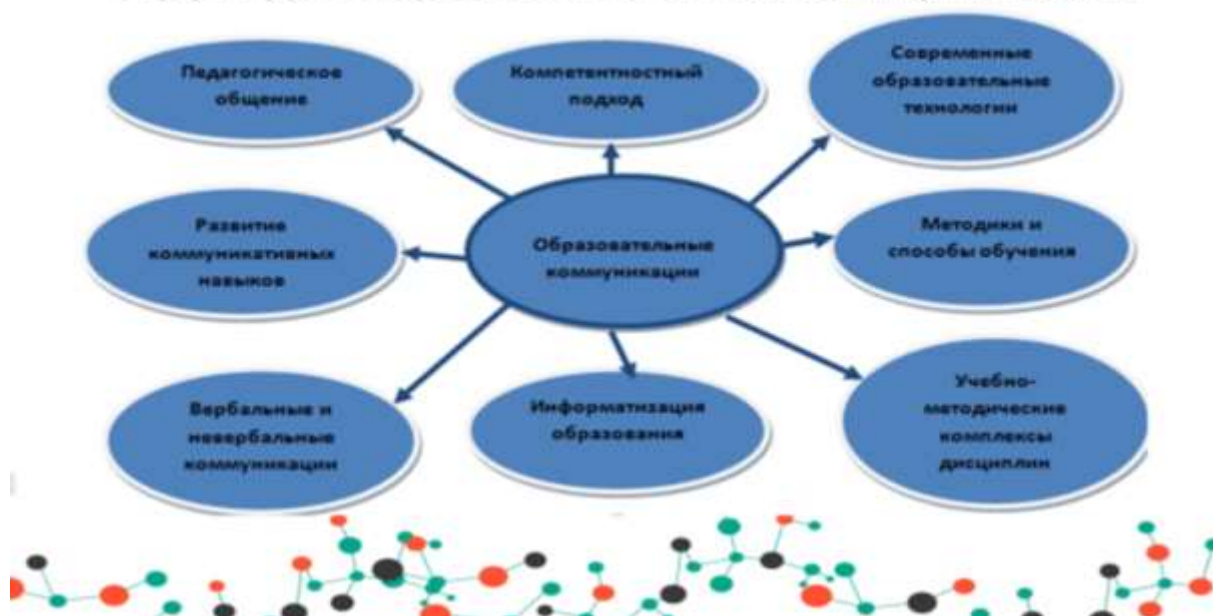 Педагогическое
общение
Компетентностный
подход
Современные
образовательные
технологии
Развитие
коммуникативных
навыков
Образовательные
коммуникации
Методики и
способы обучения
Вербальные и
невербальные
коммуникации
Информатизация
образования
Учебно-
методические
комплексы
дисциплин